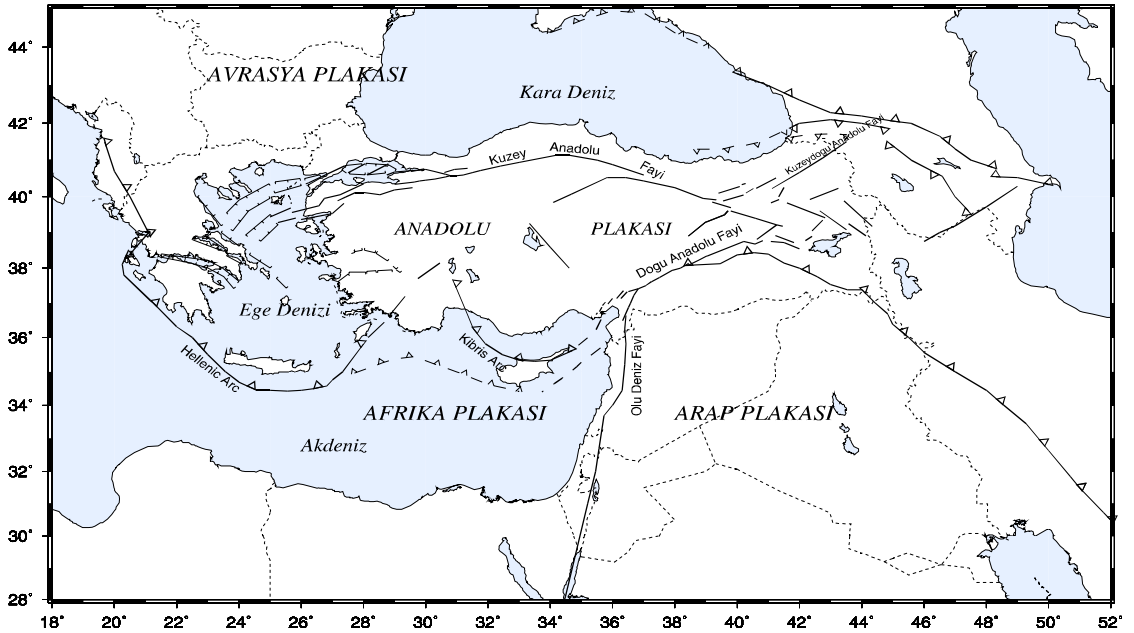 44°
42°
40°
38°
36°
34°
32°
30°
28°
AVRASYA PLAKASI
Kara Deniz
Kuzeydogu Anadolu Fayi
Kuzey Anadolu Fayi
ANADOLU PLAKASI
Dogu Anadolu Fayi
Ege Denizi
Kibris Arc
Hellenic Arc
Olu Deniz Fayi
AFRIKA PLAKASI
ARAP PLAKASI
Akdeniz
18° 20° 22° 24° 26° 28° 30° 32° 34° 36° 38° 40° 42° 44° 46° 48° 50° 52°